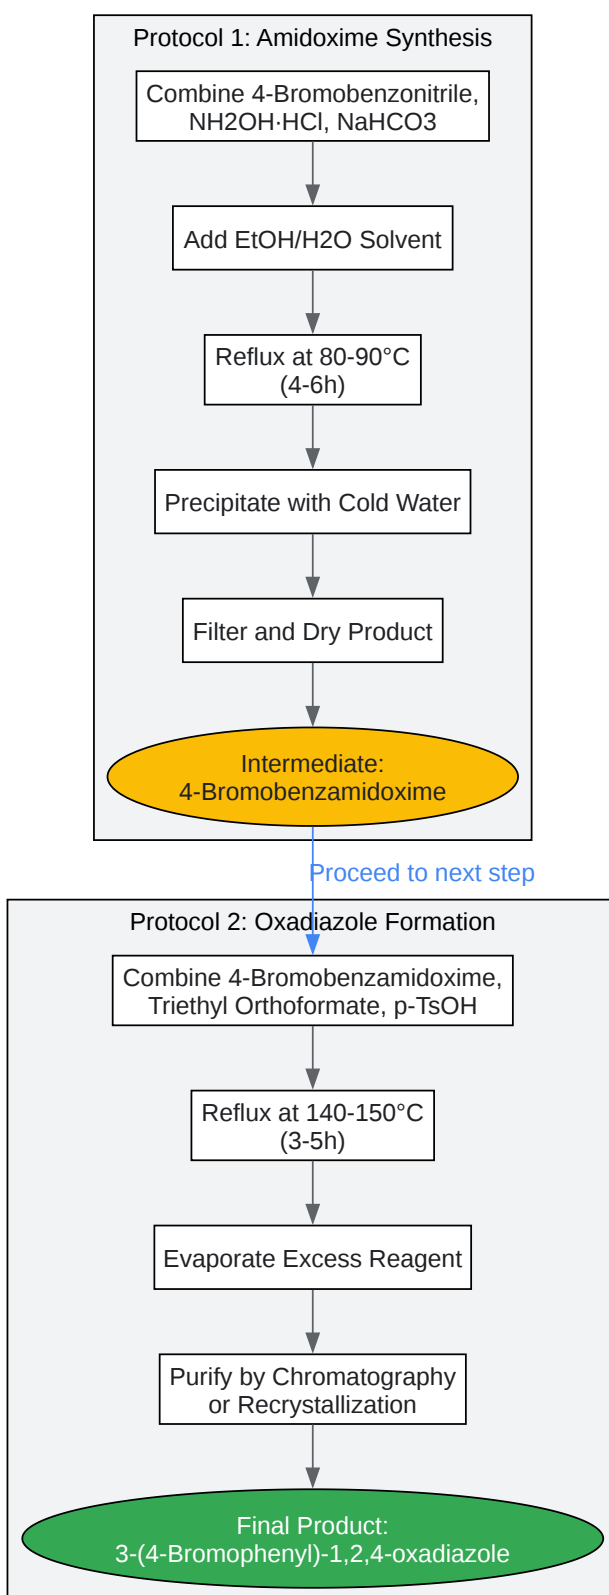 Protocol 1: Amidoxime Synthesis
Combine 4-Bromobenzonitrile,
NH2OH·HCl, NaHCO3
Add EtOH/H2O Solvent
Reflux at 80-90°C
(4-6h)
Precipitate with Cold Water
Filter and Dry Product
Intermediate:
4-Bromobenzamidoxime
Proceed to next step
Protocol 2: Oxadiazole Formation
Combine 4-Bromobenzamidoxime,
Triethyl Orthoformate, p-TsOH
Reflux at 140-150°C
(3-5h)
Evaporate Excess Reagent
Purify by Chromatography
or Recrystallization
Final Product:
3-(4-Bromophenyl)-1,2,4-oxadiazole